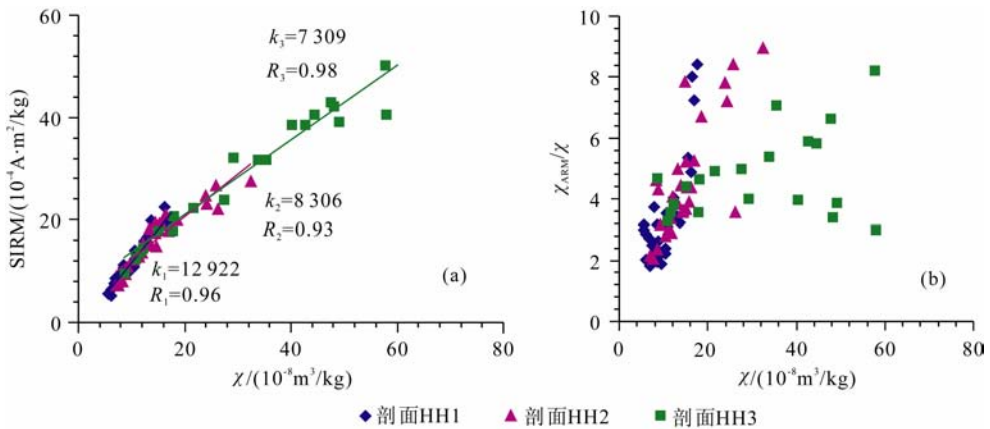 (a)
SIRM/(10⁻⁴A·m²/kg)
60
40
20
0
k₃=7 309
R₃=0.98
k₂=8 306
R₂=0.93
k₁=12 922
R₁=0.96
0 20 40 60 80
χ/(10⁻⁸m³/kg)
(b)
χ_ARM/χ
10
8
6
4
2
0
0 20 40 60 80
χ/(10⁻⁸m³/kg)
剖面HH1 剖面HH2 剖面HH3